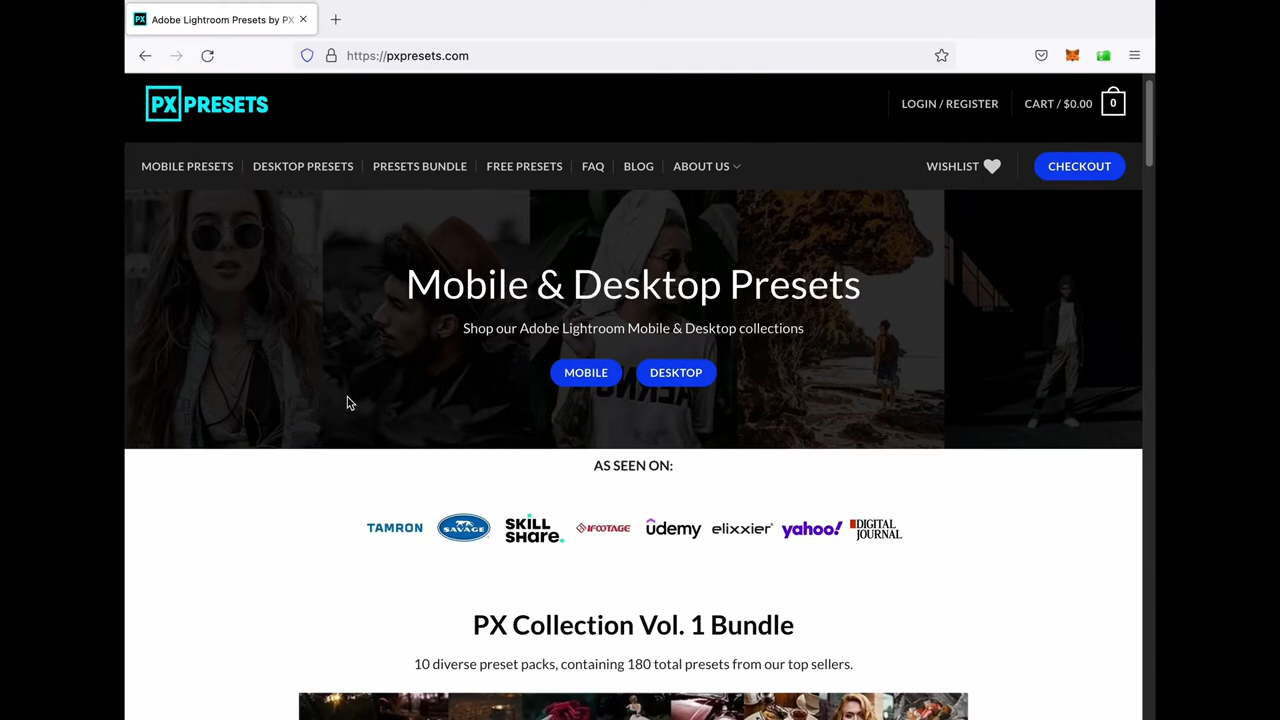 PX Adobe Lightroom Presets by PX
https://pxpresets.com
PX PRESETS
LOGIN / REGISTER
CART / $0.00
0
MOBILE PRESETS
DESKTOP PRESETS
PRESETS BUNDLE
FREE PRESETS
FAQ
BLOG
ABOUT US
WISHLIST
CHECKOUT
Mobile & Desktop Presets
Shop our Adobe Lightroom Mobile & Desktop collections
MOBILE
DESKTOP
AS SEEN ON:
TAMRON
SAVAGE
SKILL
SHARE.
IFOOTAGE
udemy
elixxier
yahoo!
DIGITAL
JOURNAL
PX Collection Vol. 1 Bundle
10 diverse preset packs, containing 180 total presets from our top sellers.